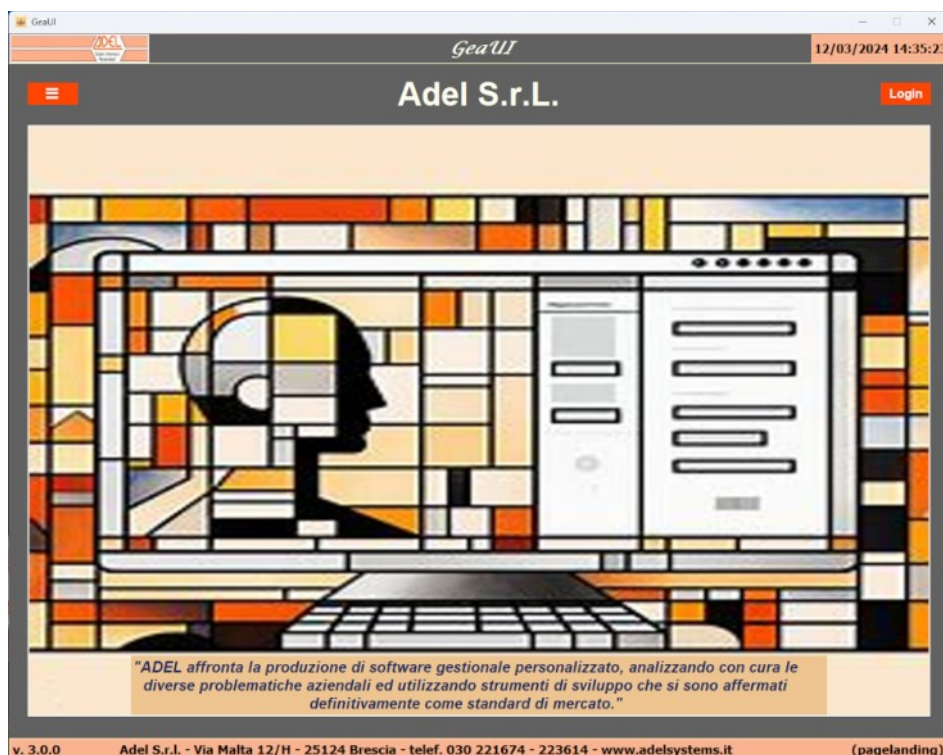 GeaUI
ADEL
GeaUI
12/03/2024 14:35:23
Adel S.r.L.
Login
"ADEL affronta la produzione di software gestionale personalizzato, analizzando con cura le
diverse problematiche aziendali ed utilizzando strumenti di sviluppo che si sono affermati
definitivamente come standard di mercato."
v. 3.0.0 Adel S.r.l. - Via Malta 12/H - 25124 Brescia - telef. 030 221674 - 223614 - www.adelsystems.it (pagelanding)